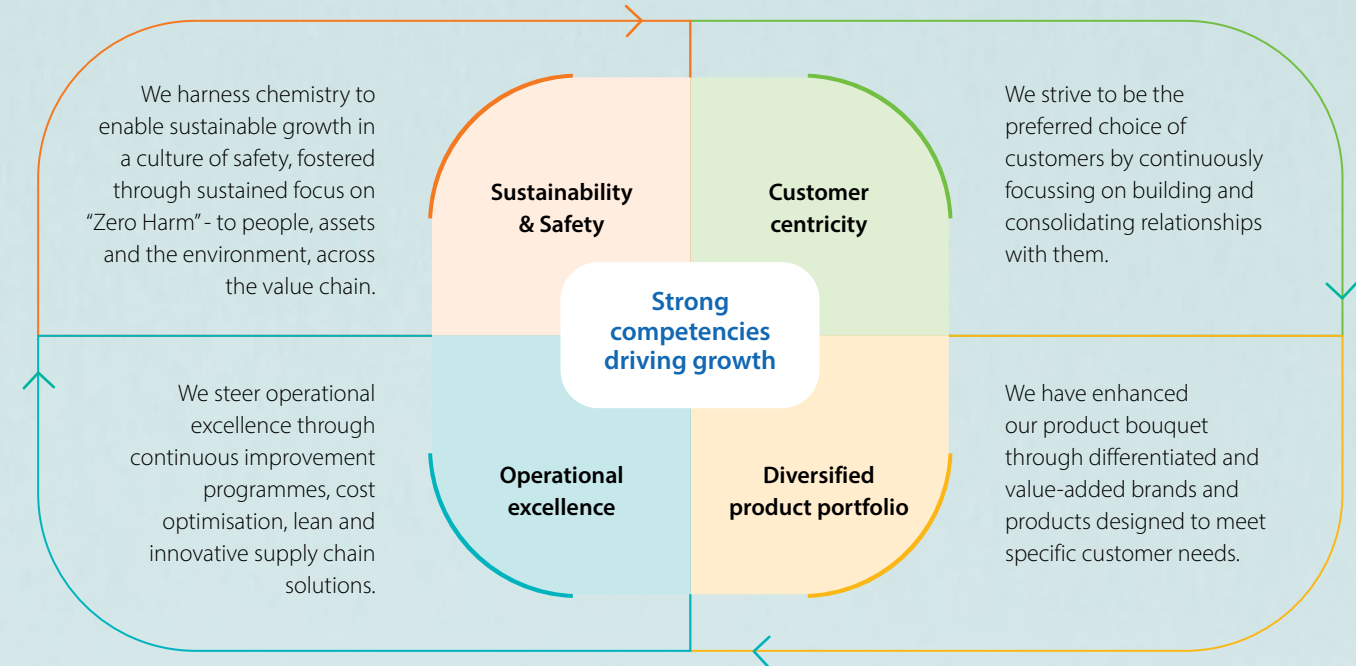 We harness chemistry to
enable sustainable growth in
a culture of safety, fostered
through sustained focus on
“Zero Harm” - to people, assets
and the environment, across
the value chain.
Sustainability
& Safety
Customer
centricity
We strive to be the
preferred choice of
customers by continuously
focussing on building and
consolidating relationships
with them.
Strong
competencies
driving growth
We steer operational
excellence through
continuous improvement
programmes, cost
optimisation, lean and
innovative supply chain
solutions.
Operational
excellence
Diversified
product portfolio
We have enhanced
our product bouquet
through differentiated and
value-added brands and
products designed to meet
specific customer needs.